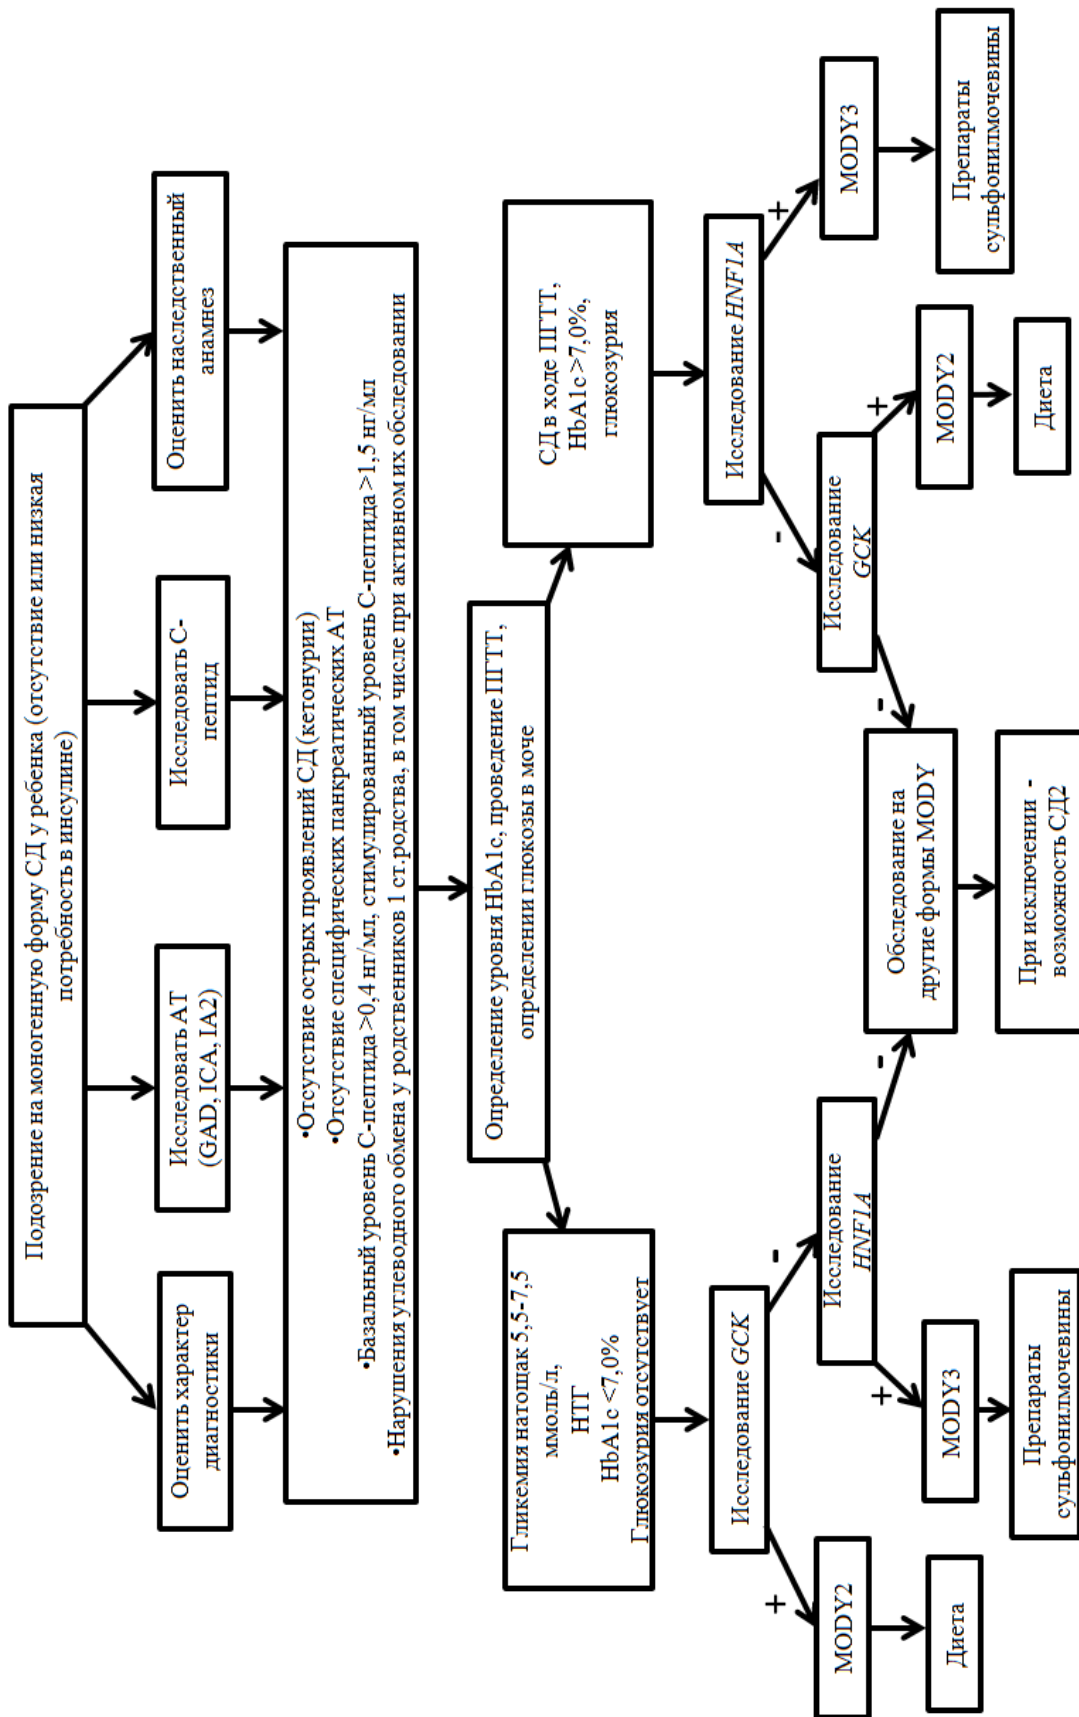 Подозрение на моногенную форму СД у ребенка (отсутствие или низкая
потребность в инсулине)
Оценить характер
диагностики
Исследовать АТ
(GAD, ICA, IA2)
Исследовать С-
пептид
Оценить наследственный
анамнез
•Отсутствие острых проявлений СД (кетонурии)
•Отсутствие специфических панкреатических АТ
•Базальный уровень С-пептида >0,4 нг/мл, стимулированный уровень С-пептида >1,5 нг/мл
•Нарушения углеводного обмена у родственников 1 ст.родства, в том числе при активном их обследовании
Определение уровня HbA1c, проведение ПГТТ,
определении глюкозы в моче
Гликемия натощак 5,5-7,5
ммоль/л,
НТГ
HbA1c <7,0%
Глюкозурия отсутствует
СД в ходе ПГТТ,
HbA1c >7,0%,
глюкозурия
Исследование GCK
Исследование HNF1A
+
-
-
+
MODY2
Исследование
HNF1A
Исследование
GCK
MODY3
+
-
-
+
Диета
MODY3
Обследование на
другие формы MODY
MODY2
Препараты
сульфонилмочевины
Препараты
сульфонилмочевины
При исключении -
возможность СД2
Диета